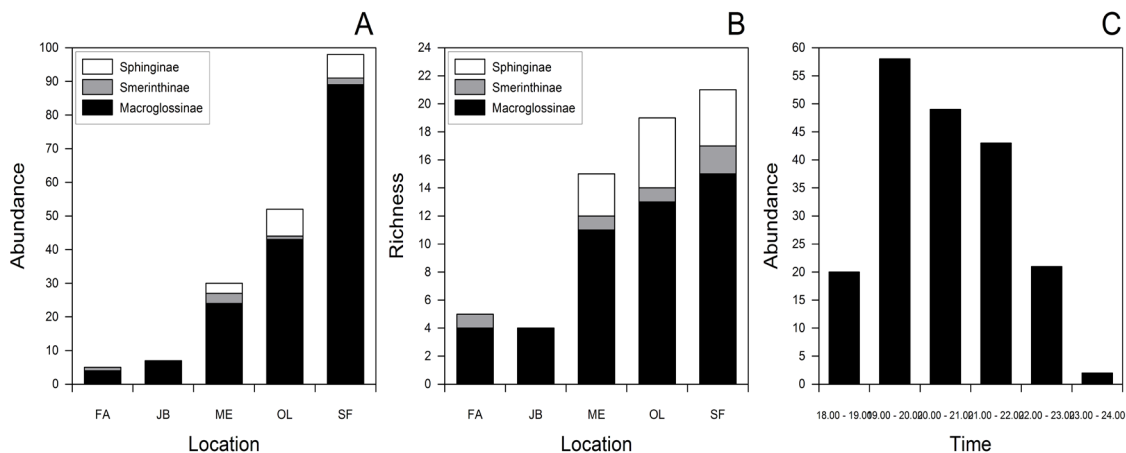 A
100
90
80
70
60
50
40
30
20
10
0
Abundance
Sphinginae
Smerinthinae
Macroglossinae
FA JB ME OL SF
Location
B
24
22
20
18
16
14
12
10
8
6
4
2
0
Richness
Sphinginae
Smerinthinae
Macroglossinae
FA JB ME OL SF
Location
C
60
55
50
45
40
35
30
25
20
15
10
5
0
Abundance
18.00 - 19.00 19.00 - 20.00 20.00 - 21.00 21.00 - 22.00 22.00 - 23.00 23.00 - 24.00
Time